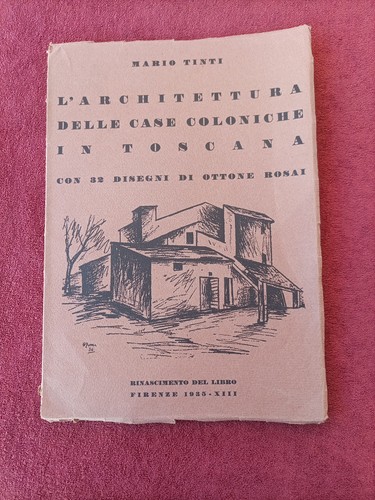 MARIO TINTI
L'ARCHITETTURA
DELLE CASE COLONICHE
IN TOSCANA
CON 32 DISEGNI DI OTTONE ROSAI
RINASCIMENTO DEL LIBRO
FIRENZE 1935-XIII